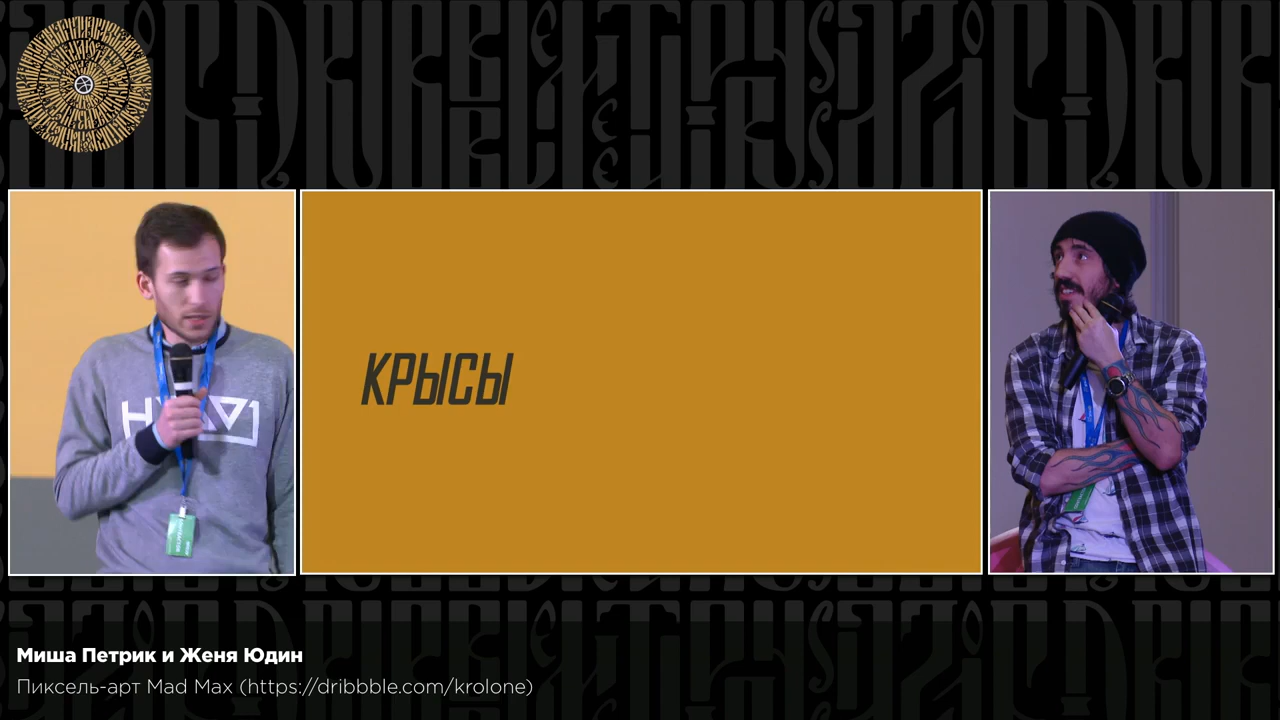 КРЫСЫ
Миша Петрик и Женя Юдин
Пиксель-арт Mad Max (https://dribbble.com/krolone)